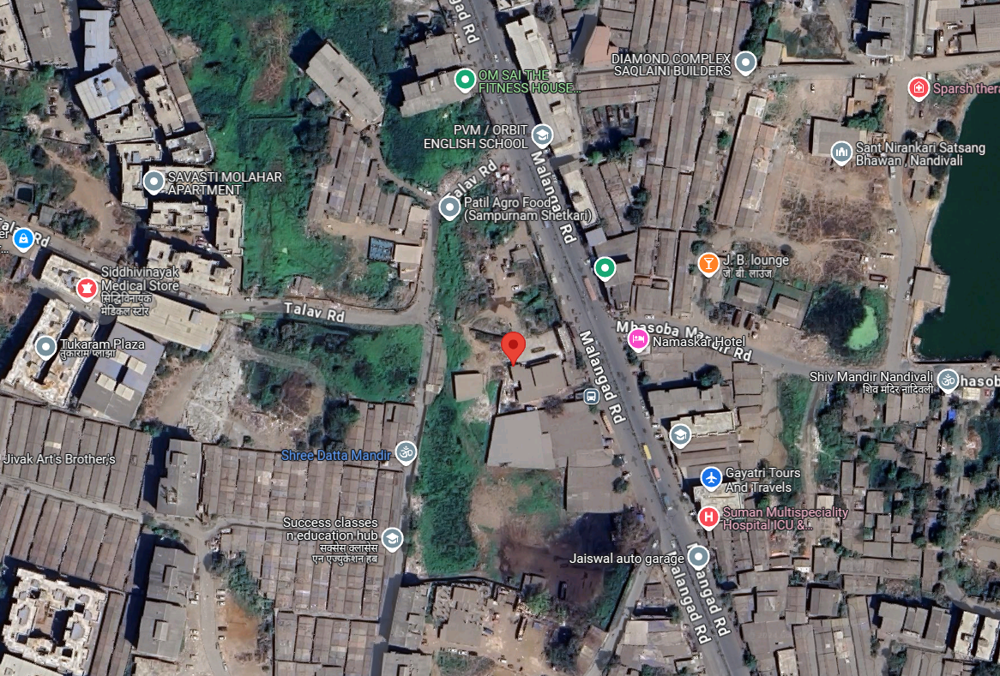 DIAMOND COMPLEX
SAQLAINI BUILDERS
OM SAI THE
FITNESS HOUSE...
Sparsh thera
PVM / ORBIT
ENGLISH SCHOOL
Sant Nirankari Satsang
Bhawan , Nandivali
Malangad Rd
SAVASTI MOLAHAR
APARTMENT
Patil Agro Food
(Sampurnam Shetkari)
Siddhivinayak
Medical Store
सिद्धिविनायक
मेडिकल स्टोर
J. B. lounge
जे. बी. लाउंज
Talav Rd
Mhasoba Mandir Rd
Namaskar Hotel
Tukaram Plaza
तुकाराम प्लाझा
Malangad Rd
Shiv Mandir Nandivali
शिव मंदिर नांदिवली
Shree Datta Mandir
Jivak Art's Brother's
Gayatri Tours
And Travels
Suman Multispeciality
Hospital ICU &...
Success classes
n education hub
सक्सेस क्लासेस
एन एज्युकेशन हब
Jaiswal auto garage
Malangad Rd
Malangad Rd